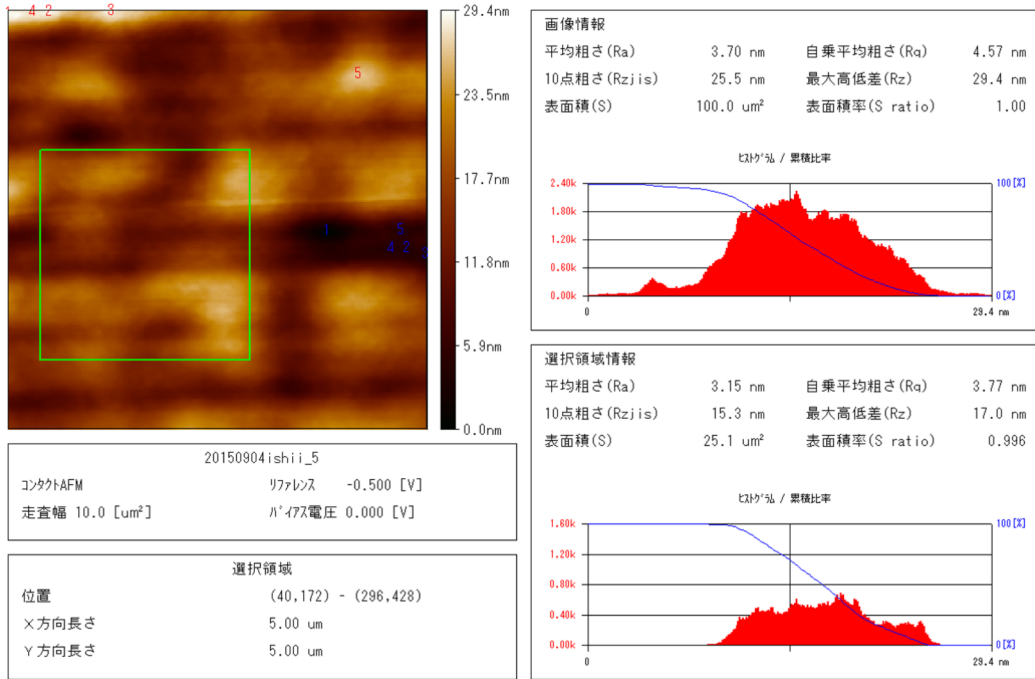 1 4 2 3
5
1 5
4 2 3
29.4nm
23.5nm
17.7nm
11.8nm
5.9nm
0.0nm
20150904ishii_5
コンタクトAFM リファレンス -0.500 [V]
走査幅 10.0 [um²] バイアス電圧 0.000 [V]
選択領域
位置 (40,172) - (296,428)
X方向長さ 5.00 um
Y方向長さ 5.00 um
画像情報
平均粗さ(Ra) 3.70 nm 自乗平均粗さ(Rq) 4.57 nm
10点粗さ(Rzjis) 25.5 nm 最大高低差(Rz) 29.4 nm
表面積(S) 100.0 um² 表面積率(S ratio) 1.00
ヒストグラム / 累積比率
2.40k 100[%]
1.80k
1.20k
0.60k
0.00k 0[%]
0 29.4 nm
選択領域情報
平均粗さ(Ra) 3.15 nm 自乗平均粗さ(Rq) 3.77 nm
10点粗さ(Rzjis) 15.3 nm 最大高低差(Rz) 17.0 nm
表面積(S) 25.1 um² 表面積率(S ratio) 0.996
ヒストグラム / 累積比率
1.60k 100[%]
1.20k
0.80k
0.40k
0.00k 0[%]
0 29.4 nm